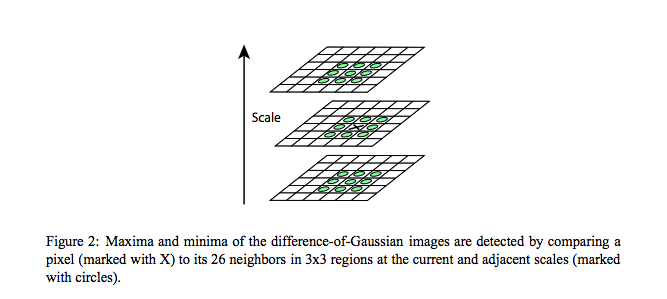 Scale
Figure 2: Maxima and minima of the difference-of-Gaussian images are detected by comparing a
pixel (marked with X) to its 26 neighbors in 3x3 regions at the current and adjacent scales (marked
with circles).